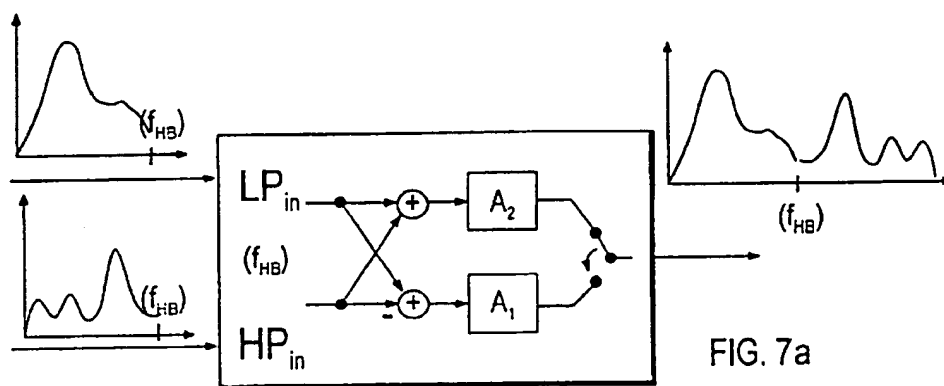 (f_HB)
(f_HB)
LP_in
(f_HB)
HP_in
+
+
-
A_2
A_1
(f_HB)
FIG. 7a